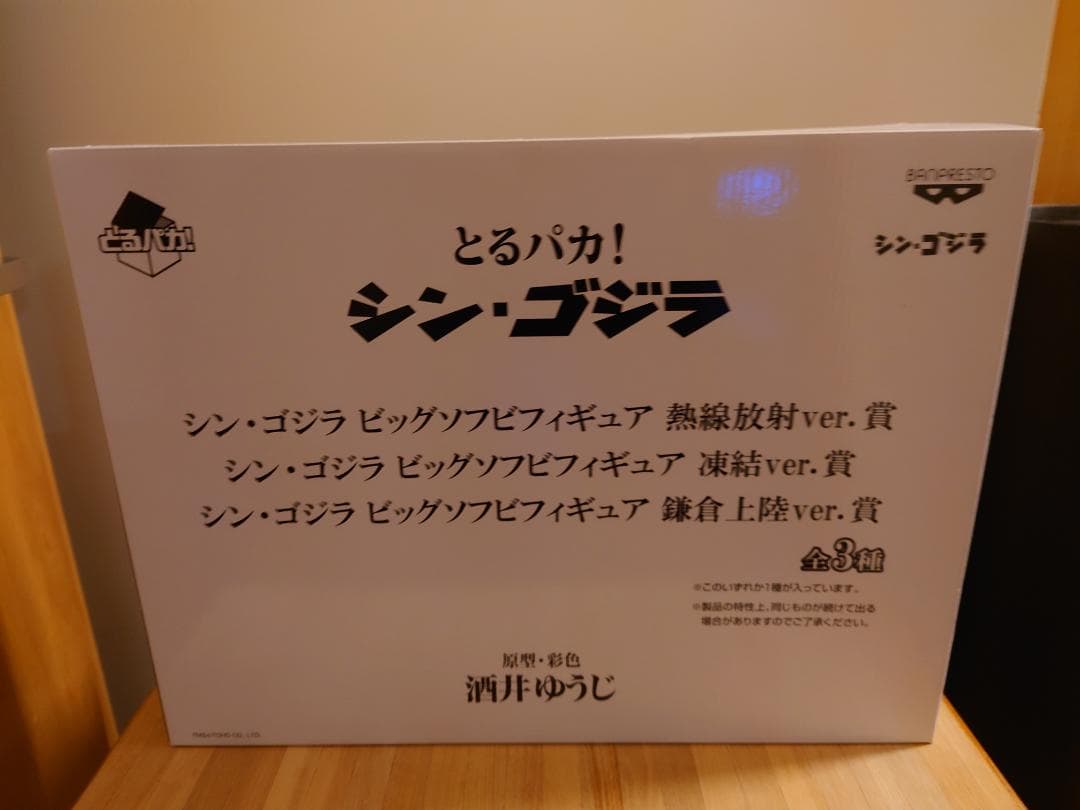 とるパカ!
BANPRESTO
シン・ゴジラ
とるパカ!
シン・ゴジラ
シン・ゴジラ ビッグソフビフィギュア 熱線放射ver.賞
シン・ゴジラ ビッグソフビフィギュア 凍結ver.賞
シン・ゴジラ ビッグソフビフィギュア 鎌倉上陸ver.賞
全3種
※このいずれか1種が入っています。
※製品の特性上、同じものが続けて出る
場合がありますのでご了承ください。
原型・彩色
酒井ゆうじ
TM&©TOHO CO., LTD.